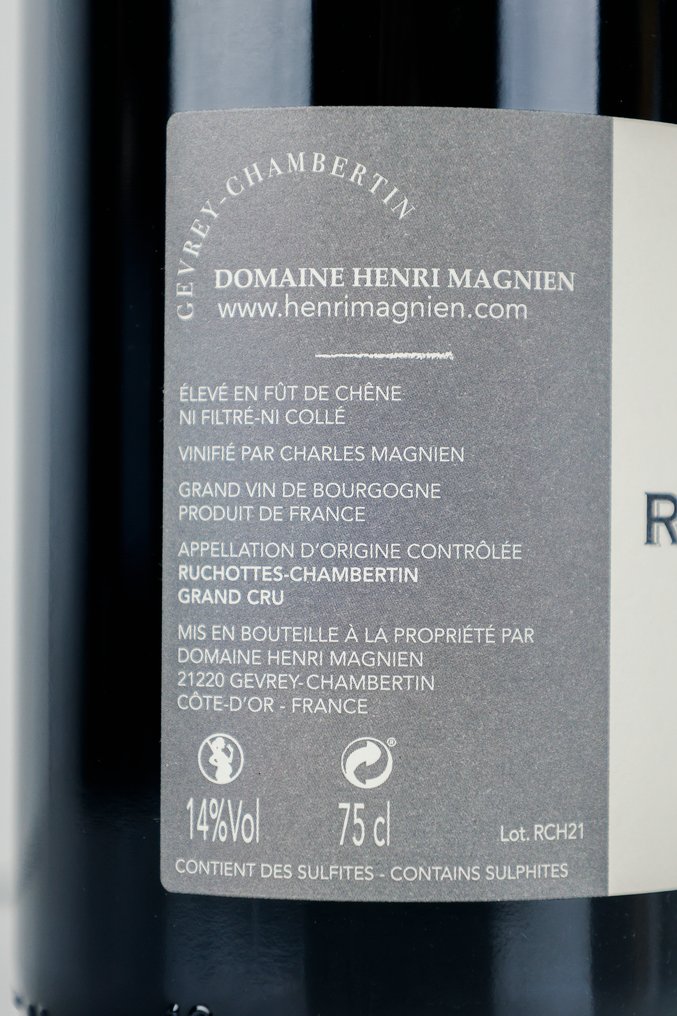 GEVREY-CHAMBERTIN
DOMAINE HENRI MAGNIEN
www.henrimagnien.com
ÉLEVÉ EN FÛT DE CHÊNE
NI FILTRÉ-NI COLLÉ
VINIFIÉ PAR CHARLES MAGNIEN
GRAND VIN DE BOURGOGNE
PRODUIT DE FRANCE
APPELLATION D'ORIGINE CONTRÔLÉE
RUCHOTTES-CHAMBERTIN
GRAND CRU
MIS EN BOUTEILLE À LA PROPRIÉTÉ PAR
DOMAINE HENRI MAGNIEN
21220 GEVREY-CHAMBERTIN
CÔTE-D'OR - FRANCE
®
14%Vol 75 cl Lot. RCH21
CONTIENT DES SULFITES - CONTAINS SULPHITES
R